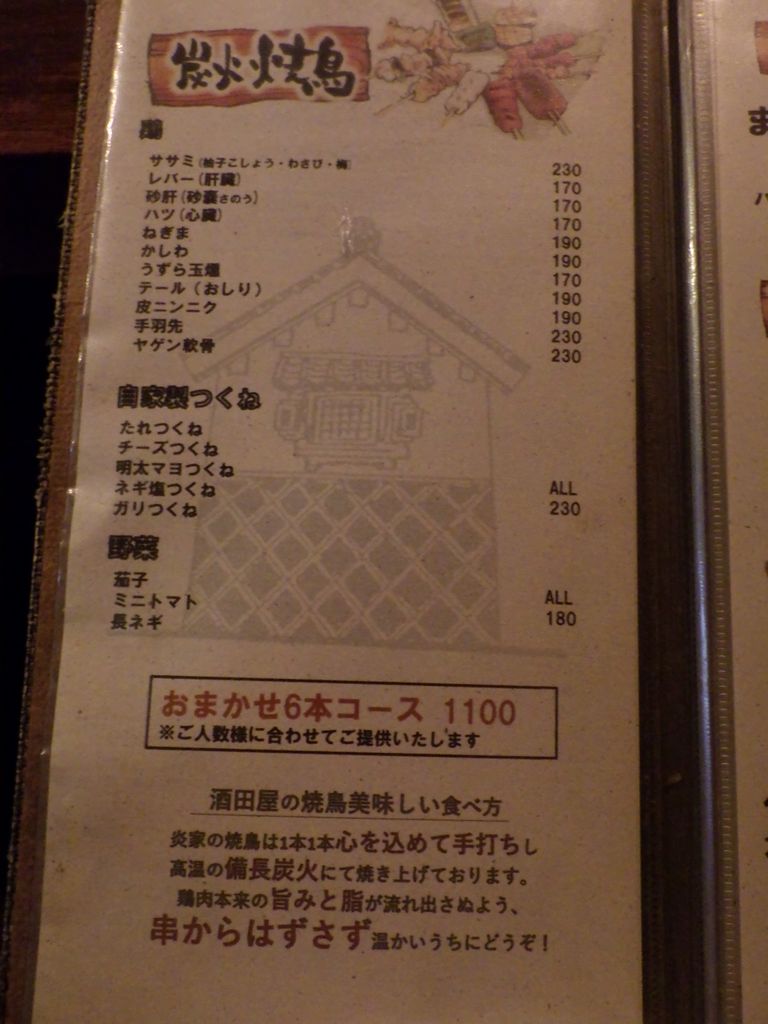 炭火焼鳥
鶏
ササミ(柚子こしょう・わさび・梅) 230
レバー(肝臓) 170
砂肝(砂嚢さのう) 170
ハツ(心臓) 170
ねぎま 190
かしわ 190
うずら玉燻 170
テール(おしり) 190
皮ニンニク 190
手羽先 230
ヤゲン軟骨 230
自家製つくね
たれつくね
チーズつくね
明太マヨつくね
ネギ塩つくね ALL
ガリつくね 230
野菜
茄子
ミニトマト ALL
長ネギ 180
おまかせ6本コース 1100
※ご人数様に合わせてご提供いたします
酒田屋の焼鳥美味しい食べ方
炎家の焼鳥は1本1本心を込めて手打ちし
高温の備長炭火にて焼き上げております。
鶏肉本来の旨みと脂が流れ出さぬよう、
串からはずさず温かいうちにどうぞ!
ま